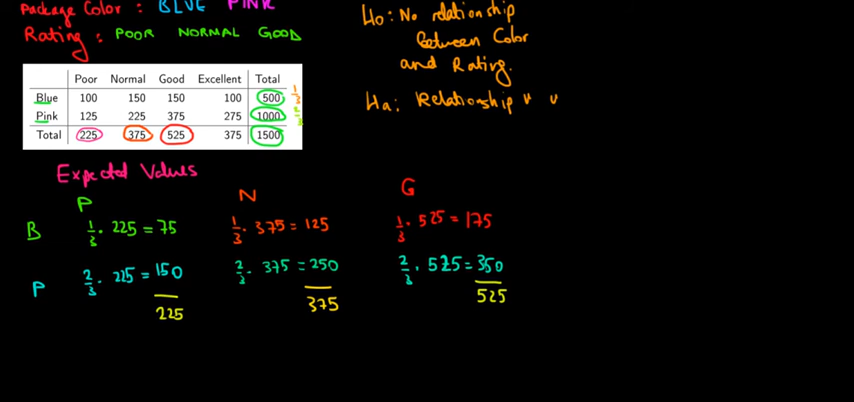 Package Color: BLUE PINK
Rating: POOR NORMAL GOOD
Poor Normal Good Excellent Total
Blue 100 150 150 100 500 1/3
Pink 125 225 375 275 1000
Total 225 375 525 375 1500
Ho: No relationship
between Color
and Rating.
Ha: Relationship " "
Expected Values
P N G
B 1/3 · 225 = 75 1/3 · 375 = 125 1/3 · 525 = 175
P 2/3 · 225 = 150 2/3 · 375 = 250 2/3 · 525 = 350
225 375 525